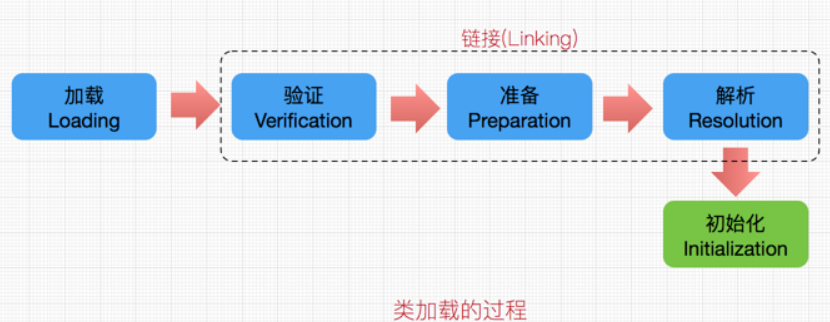 链接(Linking)
加载
Loading
验证
Verification
准备
Preparation
解析
Resolution
初始化
Initialization
类加载的过程